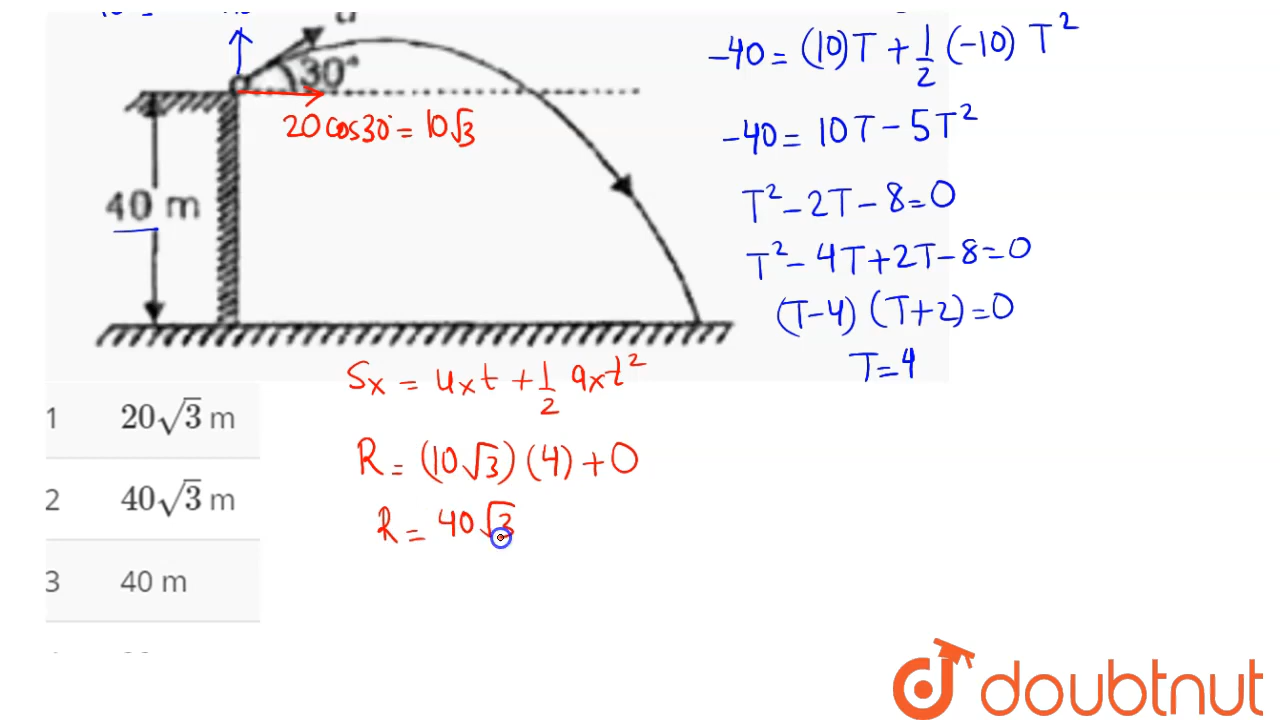 u
30°
20 cos30° = 10√3
40 m
-40 = (10)T + 1/2 (-10) T²
-40 = 10T - 5T²
T² - 2T - 8 = 0
T² - 4T + 2T - 8 = 0
(T-4) (T+2) = 0
T = 4
Sx = uxt + 1/2 axt²
R = (10√3) (4) + 0
R = 40√3
1 20√3 m
2 40√3 m
3 40 m
doubtnut